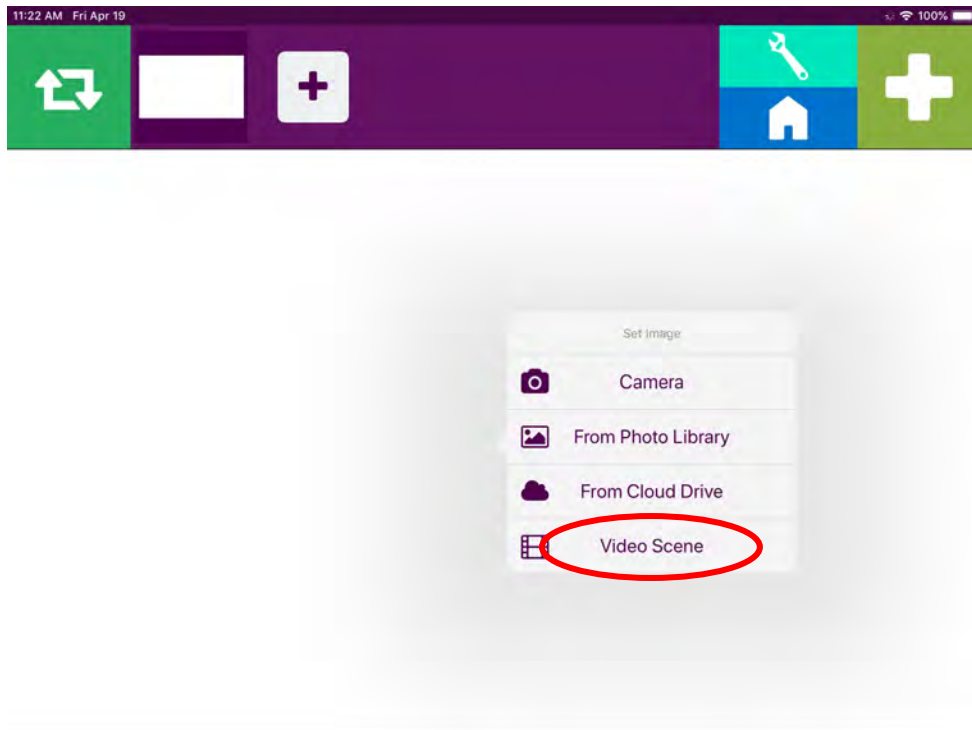 11:22 AM Fri Apr 19
100%
Set Image
Camera
From Photo Library
From Cloud Drive
Video Scene